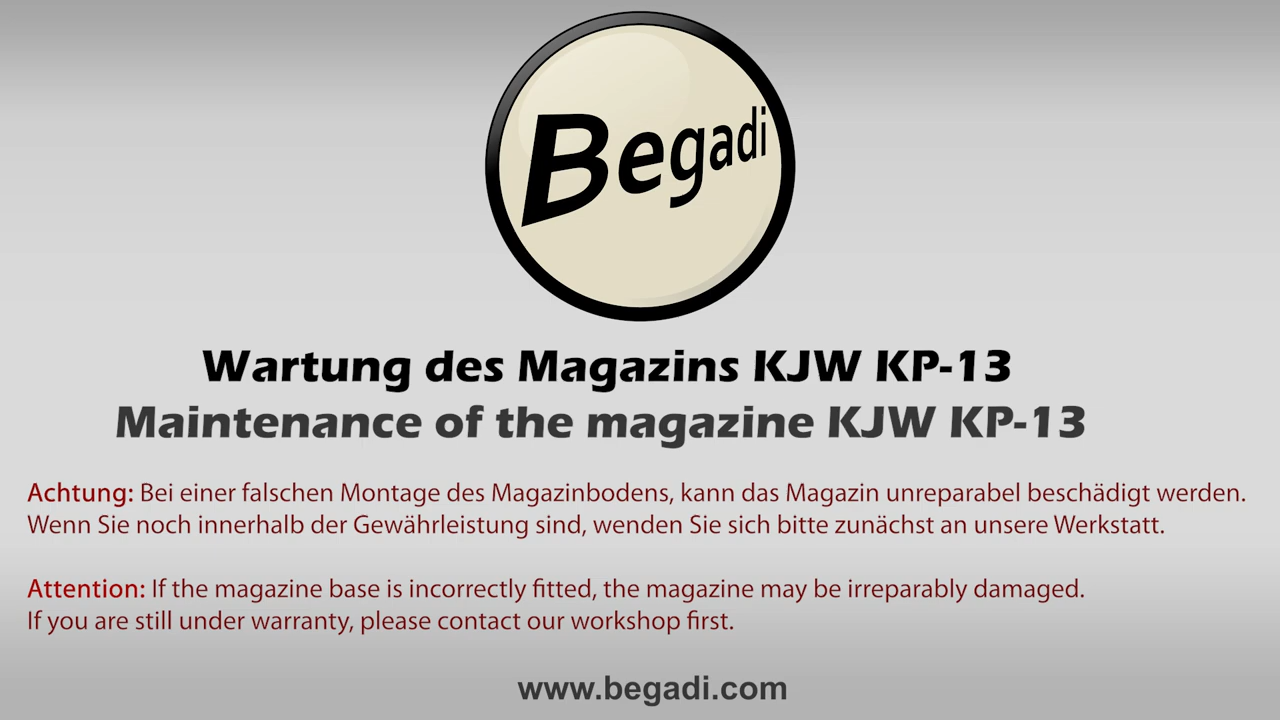 Begadi
Wartung des Magazins KJW KP-13
Maintenance of the magazine KJW KP-13
Achtung: Bei einer falschen Montage des Magazinbodens, kann das Magazin unreparabel beschädigt werden.
Wenn Sie noch innerhalb der Gewährleistung sind, wenden Sie sich bitte zunächst an unsere Werkstatt.
Attention: If the magazine base is incorrectly fitted, the magazine may be irreparably damaged.
If you are still under warranty, please contact our workshop first.
www.begadi.com